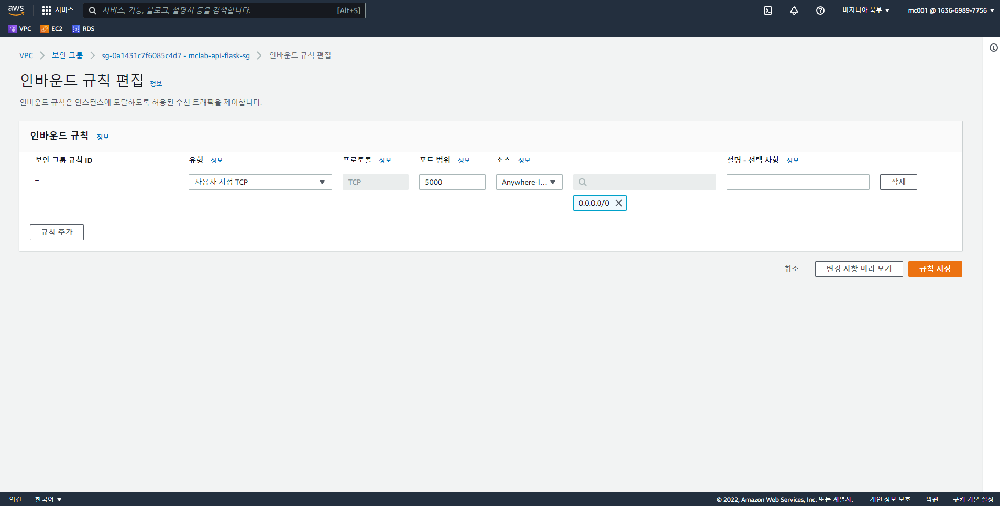 aws 서비스 서비스, 기능, 블로그, 설명서 등을 검색합니다. [Alt+S] 버지니아 북부 ▼ mc001 @ 1636-6989-7756 ▼
VPC EC2 RDS
VPC > 보안 그룹 > sg-0a1431c7f6085c4d7 - mclab-api-flask-sg > 인바운드 규칙 편집
인바운드 규칙 편집 정보
인바운드 규칙은 인스턴스에 도달하도록 허용된 수신 트래픽을 제어합니다.
인바운드 규칙 정보
보안 그룹 규칙 ID 유형 정보 프로토콜 정보 포트 범위 정보 소스 정보 설명 - 선택 사항 정보
– 사용자 지정 TCP ▼ TCP 5000 Anywhere-I... ▼ 삭제
0.0.0.0/0 ✕
규칙 추가
취소 변경 사항 미리 보기 규칙 저장
의견 한국어 ▼ © 2022, Amazon Web Services, Inc. 또는 계열사. 개인 정보 보호 약관 쿠키 기본 설정